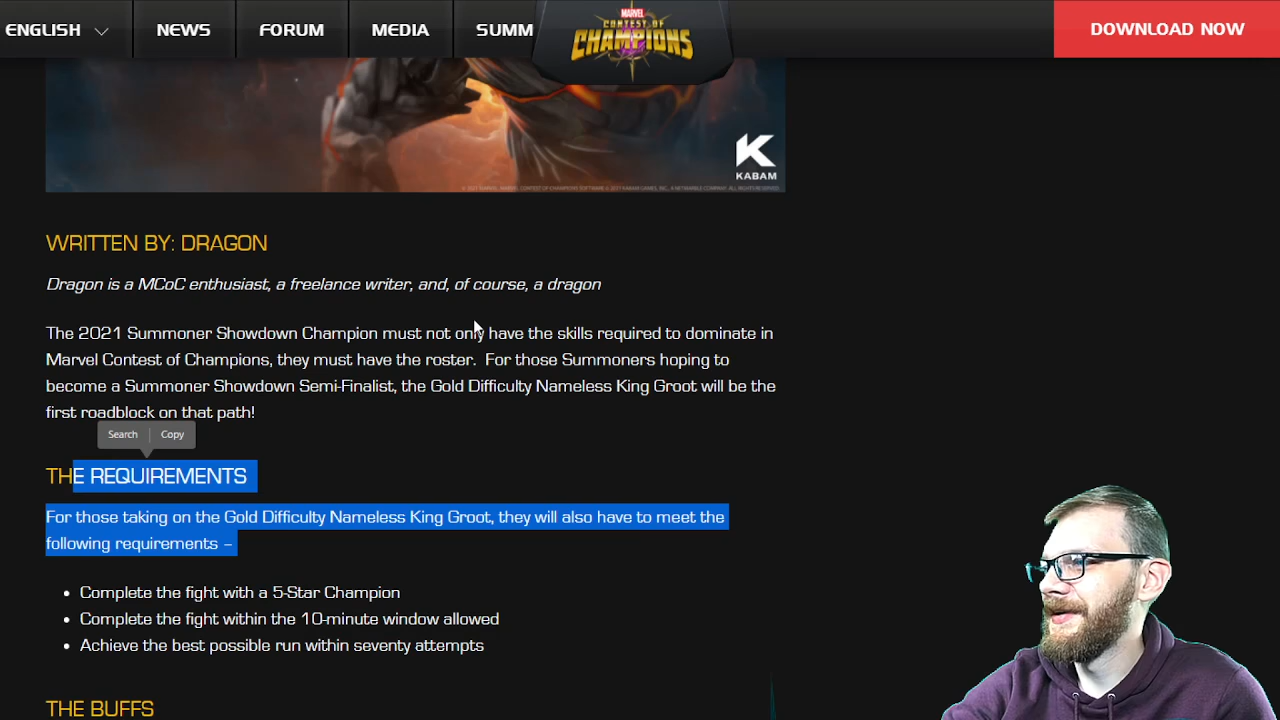 ENGLISH
NEWS
FORUM
MEDIA
SUMM
MARVEL
CONTEST OF
CHAMPIONS
DOWNLOAD NOW
KABAM
WRITTEN BY: DRAGON
Dragon is a MCoC enthusiast, a freelance writer, and, of course, a dragon
The 2021 Summoner Showdown Champion must not only have the skills required to dominate in
Marvel Contest of Champions, they must have the roster.  For those Summoners hoping to
become a Summoner Showdown Semi-Finalist, the Gold Difficulty Nameless King Groot will be the
first roadblock on that path!
Search
Copy
THE REQUIREMENTS
For those taking on the Gold Difficulty Nameless King Groot, they will also have to meet the
following requirements –
• Complete the fight with a 5-Star Champion
• Complete the fight within the 10-minute window allowed
• Achieve the best possible run within seventy attempts
THE BUFFS